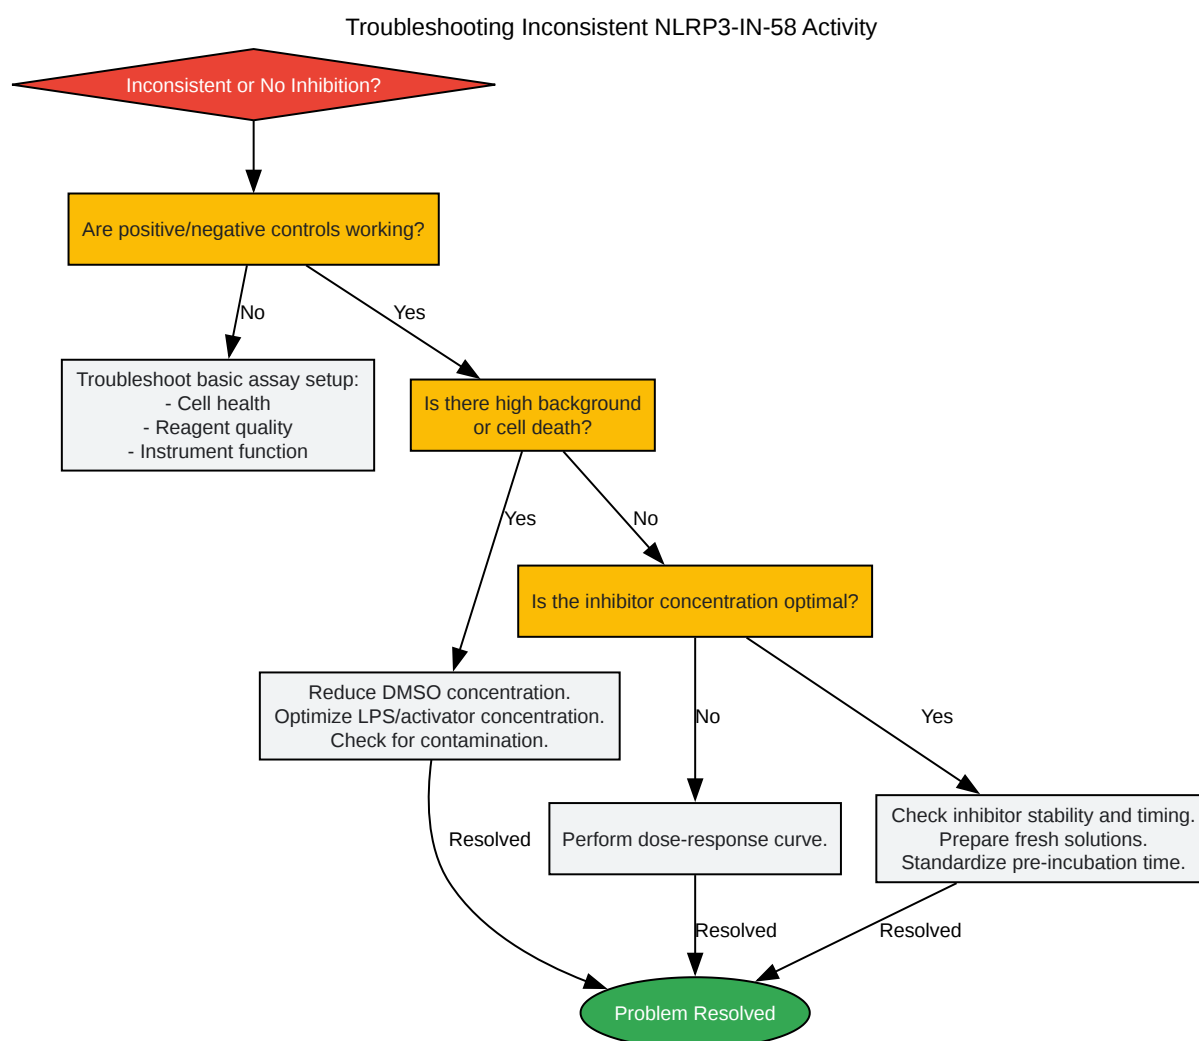 Troubleshooting Inconsistent NLRP3-IN-58 Activity
Inconsistent or No Inhibition?
Are positive/negative controls working?
No
Yes
Troubleshoot basic assay setup:
- Cell health
- Reagent quality
- Instrument function
Is there high background
or cell death?
Yes
No
Is the inhibitor concentration optimal?
Reduce DMSO concentration.
Optimize LPS/activator concentration.
Check for contamination.
No
Yes
Perform dose-response curve.
Check inhibitor stability and timing.
Prepare fresh solutions.
Standardize pre-incubation time.
Resolved
Resolved
Resolved
Problem Resolved